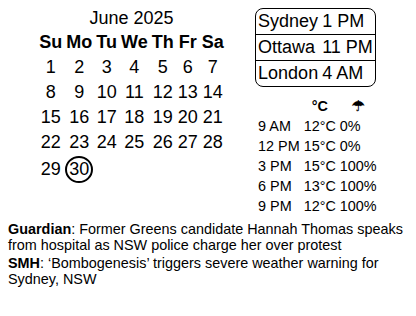 June 2025
Su Mo Tu We Th Fr Sa
1 2 3 4 5 6 7
8 9 10 11 12 13 14
15 16 17 18 19 20 21
22 23 24 25 26 27 28
29 30
Sydney 1 PM
Ottawa 11 PM
London 4 AM
°C ☂
9 AM 12°C 0%
12 PM 15°C 0%
3 PM 15°C 100%
6 PM 13°C 100%
9 PM 12°C 100%
Guardian: Former Greens candidate Hannah Thomas speaks
from hospital as NSW police charge her over protest
SMH: ‘Bombogenesis’ triggers severe weather warning for
Sydney, NSW